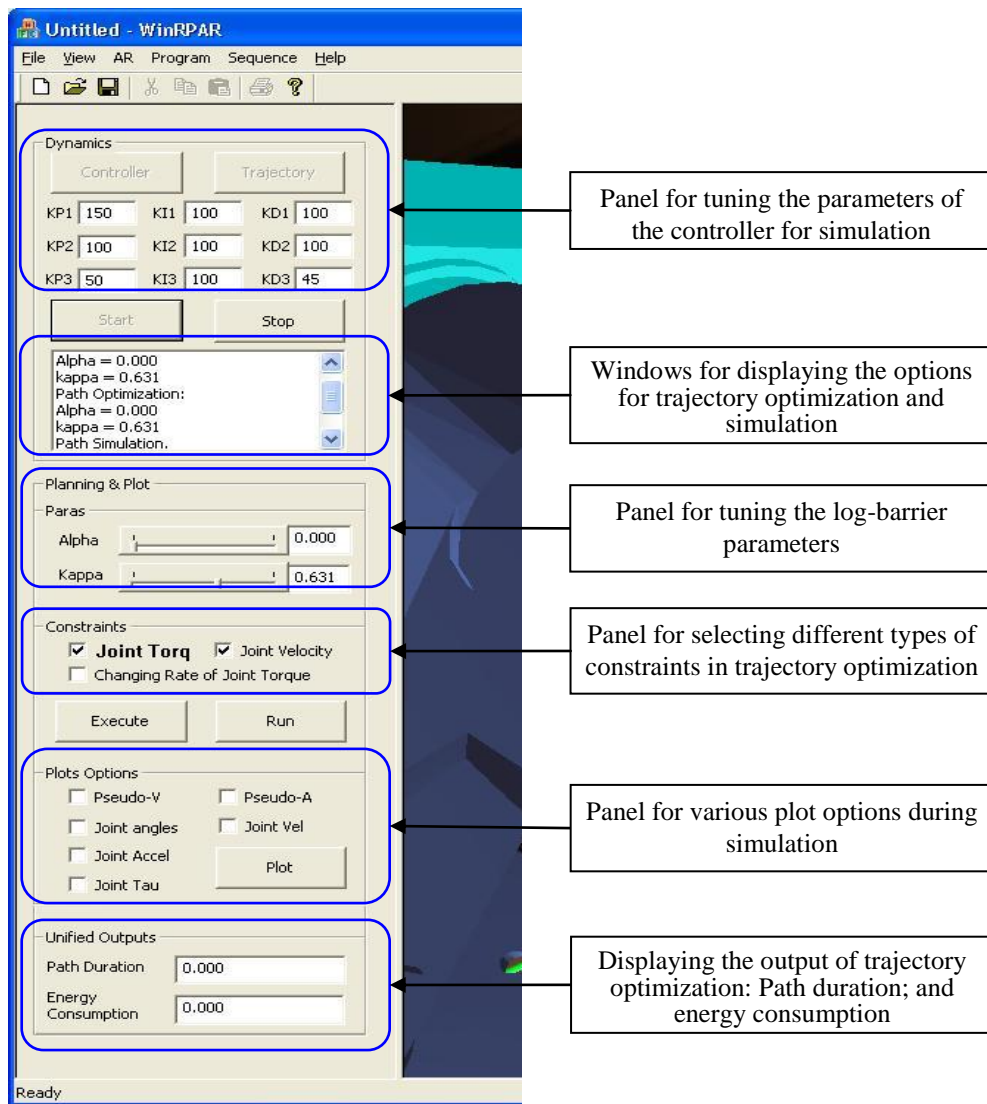 Untitled - WinRPAR
File View AR Program Sequence Help
Dynamics
Controller Trajectory
KP1 150 KI1 100 KD1 100
KP2 100 KI2 100 KD2 100
KP3 50 KI3 100 KD3 45
Start Stop
Alpha = 0.000
kappa = 0.631
Path Optimization:
Alpha = 0.000
kappa = 0.631
Path Simulation.
Planning & Plot
Paras
Alpha 0.000
Kappa 0.631
Constraints
Joint Torq Joint Velocity
Changing Rate of Joint Torque
Execute Run
Plots Options
Pseudo-V Pseudo-A
Joint angles Joint Vel
Joint Accel
Plot
Joint Tau
Unified Outputs
Path Duration 0.000
Energy
Consumption 0.000
Ready
Panel for tuning the parameters of
the controller for simulation
Windows for displaying the options
for trajectory optimization and
simulation
Panel for tuning the log-barrier
parameters
Panel for selecting different types of
constraints in trajectory optimization
Panel for various plot options during
simulation
Displaying the output of trajectory
optimization: Path duration; and
energy consumption